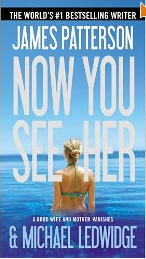 THE WORLD'S #1 BESTSELLING WRITER
JAMES PATTERSON
NOW YOU
SEE HER
A GOOD WIFE AND MOTHER VANISHES
& MICHAEL LEDWIDGE